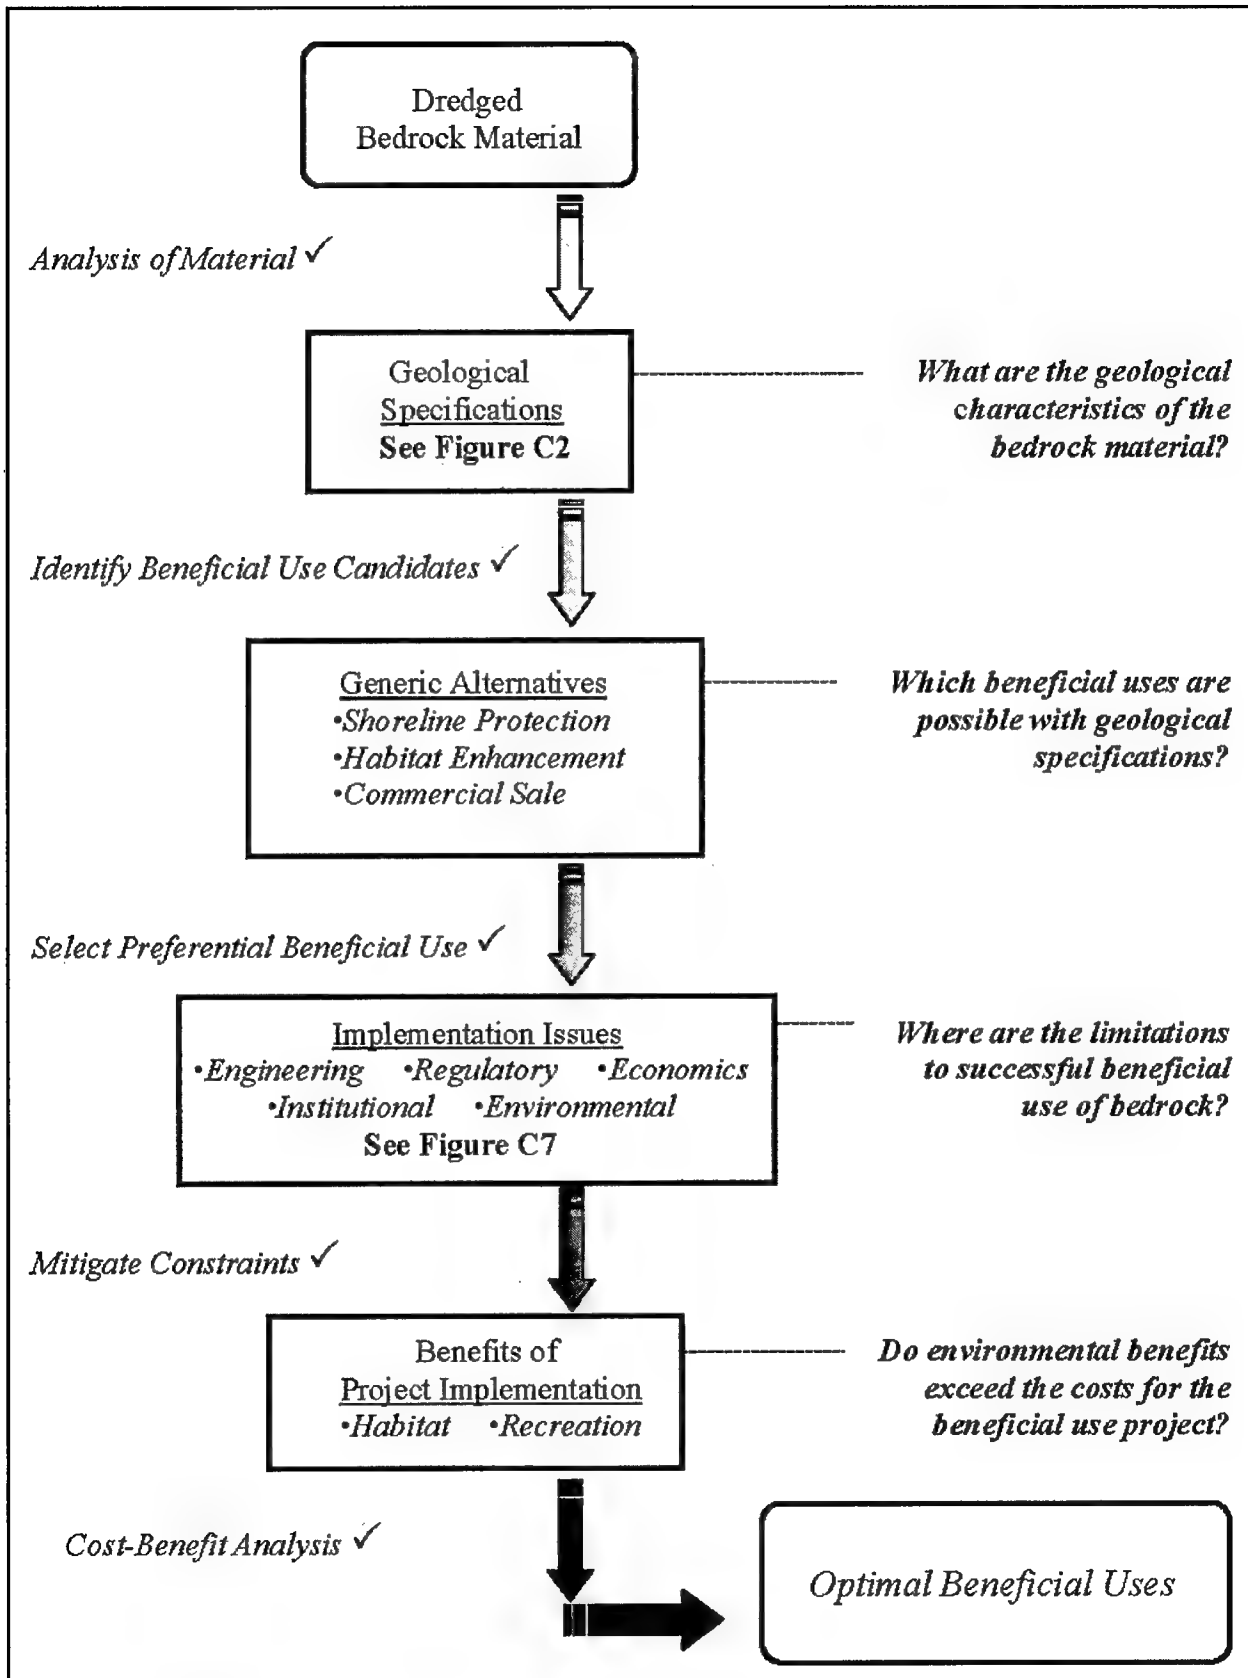 Dredged
Bedrock Material
Analysis of Material ✓
Geological
Specifications
See Figure C2
What are the geological
characteristics of the
bedrock material?
Identify Beneficial Use Candidates ✓
Generic Alternatives
•Shoreline Protection
•Habitat Enhancement
•Commercial Sale
Which beneficial uses are
possible with geological
specifications?
Select Preferential Beneficial Use ✓
Implementation Issues
•Engineering •Regulatory •Economics
•Institutional •Environmental
See Figure C7
Where are the limitations
to successful beneficial
use of bedrock?
Mitigate Constraints ✓
Benefits of
Project Implementation
•Habitat •Recreation
Do environmental benefits
exceed the costs for the
beneficial use project?
Cost-Benefit Analysis ✓
Optimal Beneficial Uses